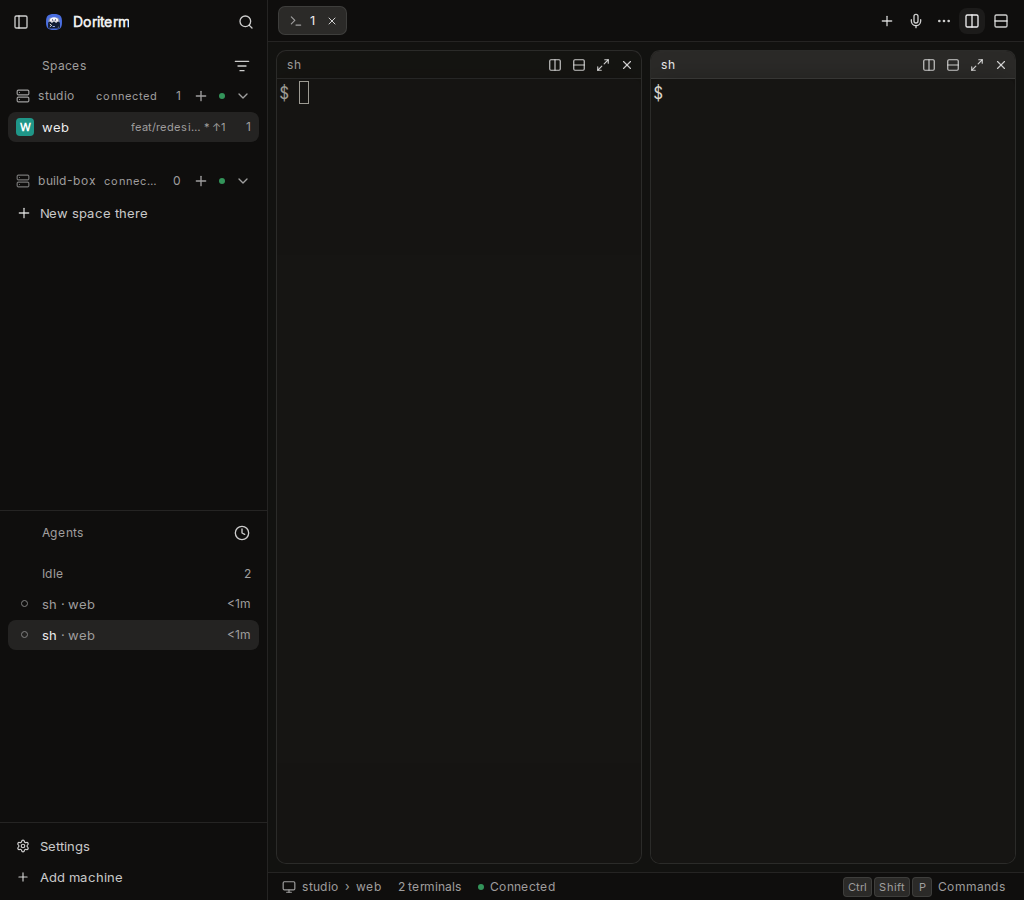 Doriterm
Spaces
studio connected 1
W web feat/redesi... * ↑1 1
build-box connec... 0
New space there
Agents
Idle 2
sh · web <1m
sh · web <1m
Settings
Add machine
1
sh
$
sh
$
studio › web 2 terminals Connected
Ctrl Shift P Commands